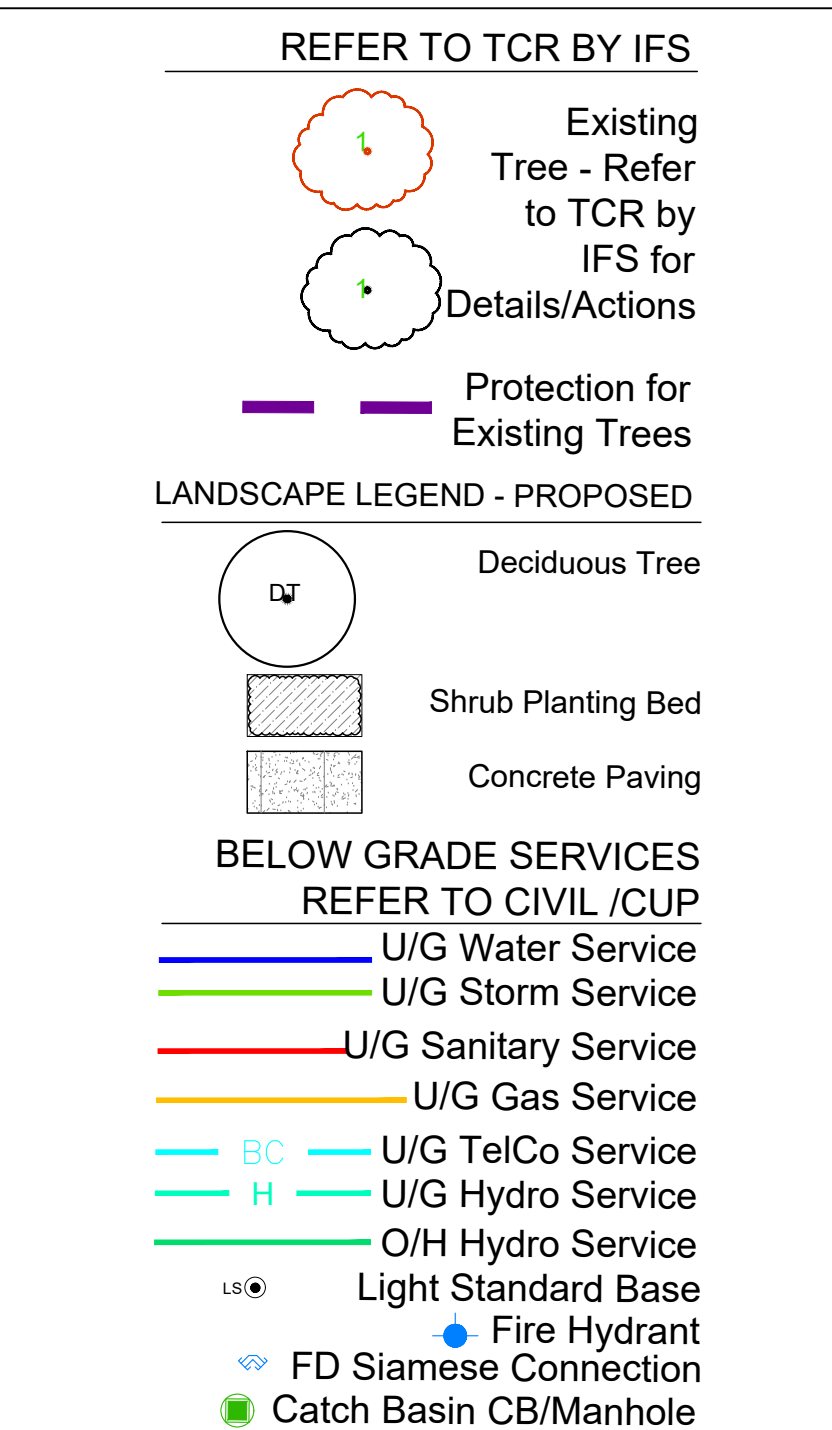 REFER TO TCR BY IFS
1
Existing
Tree - Refer
to TCR by
IFS for
1
Details/Actions
Protection for
Existing Trees
LANDSCAPE LEGEND - PROPOSED
DT
Deciduous Tree
Shrub Planting Bed
Concrete Paving
BELOW GRADE SERVICES
REFER TO CIVIL /CUP
U/G Water Service
U/G Storm Service
U/G Sanitary Service
U/G Gas Service
BC U/G TelCo Service
H U/G Hydro Service
O/H Hydro Service
LS Light Standard Base
Fire Hydrant
FD Siamese Connection
Catch Basin CB/Manhole